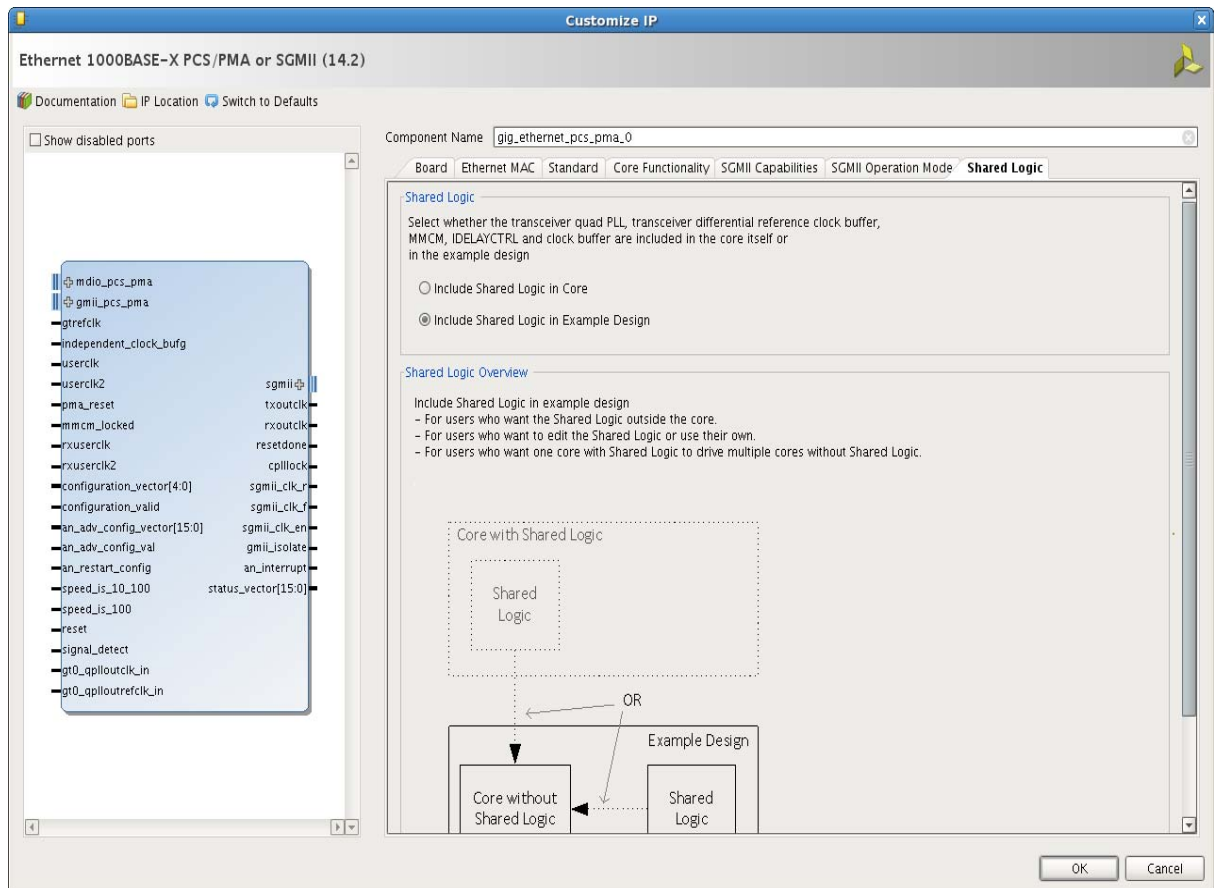 Customize IP
Ethernet 1000BASE-X PCS/PMA or SGMII (14.2)
Documentation IP Location Switch to Defaults
Show disabled ports
mdio_pcs_pma
gmii_pcs_pma
gtrefclk
independent_clock_bufg
userclk
userclk2
pma_reset
mmcm_locked
rxuserclk
rxuserclk2
configuration_vector[4:0]
configuration_valid
an_adv_config_vector[15:0]
an_adv_config_val
an_restart_config
speed_is_10_100
speed_is_100
reset
signal_detect
gt0_qplloutclk_in
gt0_qplloutrefclk_in
sgmii
txoutclk
rxoutclk
resetdone
cplllock
sgmii_clk_r
sgmii_clk_f
sgmii_clk_en
gmii_isolate
an_interrupt
status_vector[15:0]
Component Name gig_ethernet_pcs_pma_0
Board Ethernet MAC Standard Core Functionality SGMII Capabilities SGMII Operation Mode Shared Logic
Shared Logic
Select whether the transceiver quad PLL, transceiver differential reference clock buffer,
MMCM, IDELAYCTRL and clock buffer are included in the core itself or
in the example design
Include Shared Logic in Core
Include Shared Logic in Example Design
Shared Logic Overview
Include Shared Logic in example design
- For users who want the Shared Logic outside the core.
- For users who want to edit the Shared Logic or use their own.
- For users who want one core with Shared Logic to drive multiple cores without Shared Logic.
Core with Shared Logic
Shared
Logic
OR
Example Design
Core without
Shared Logic
Shared
Logic
OK Cancel